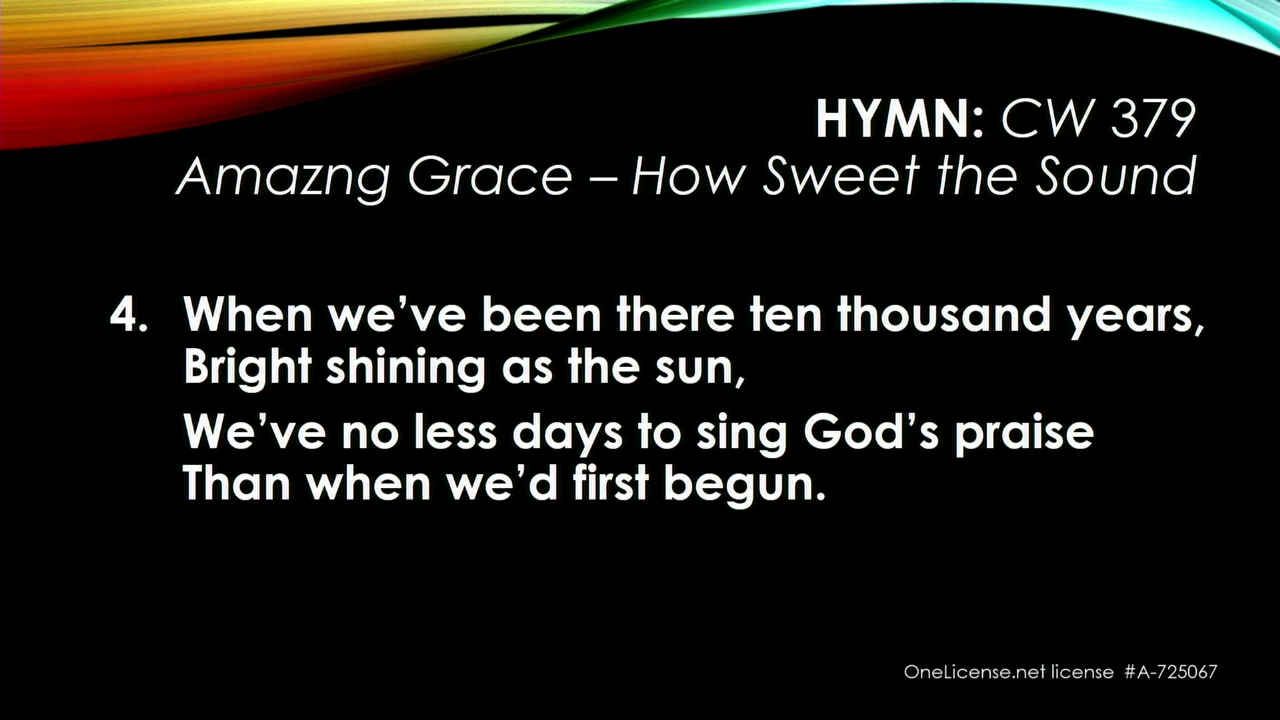 HYMN: CW 379
Amazng Grace – How Sweet the Sound
4. When we’ve been there ten thousand years,
Bright shining as the sun,
We’ve no less days to sing God’s praise
Than when we’d first begun.
OneLicense.net license #A-725067